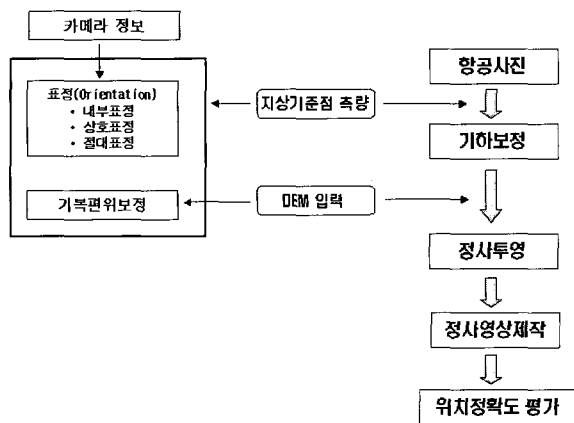 카메라 정보
표정(Orientation)
• 내부표정
• 상호표정
• 절대표정
기복편위보정
지상기준점 측량
DEM 입력
항공사진
기하보정
정사투영
정사영상제작
위치정확도 평가